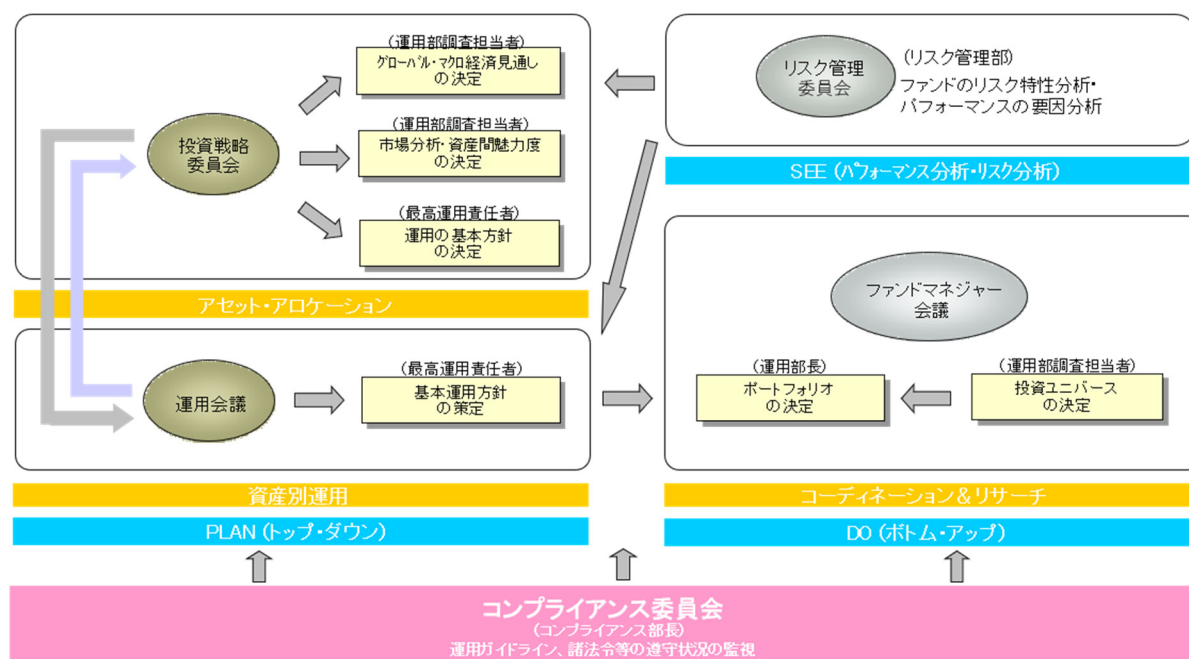 (運用部調査担当者)
グローバル・マクロ経済見通し
の決定
(運用部調査担当者)
市場分析・資産間魅力度
の決定
投資戦略
委員会
(最高運用責任者)
運用の基本方針
の決定
アセット・アロケーション
運用会議
(最高運用責任者)
基本運用方針
の策定
資産別運用
PLAN (トップ・ダウン)
リスク管理
委員会
(リスク管理部)
ファンドのリスク特性分析・
パフォーマンスの要因分析
SEE (パフォーマンス分析・リスク分析)
ファンドマネジャー
会議
(運用部長)
ポートフォリオ
の決定
(運用部調査担当者)
投資ユニバース
の決定
コーディネーション＆リサーチ
DO (ボトム・アップ)
コンプライアンス委員会
(コンプライアンス部長)
運用ガイドライン、諸法令等の遵守状況の監視